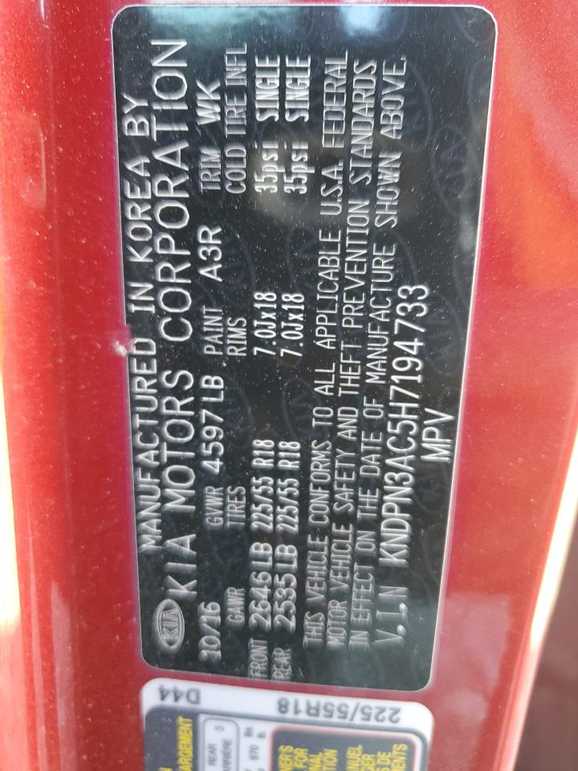 MANUFACTURED IN KOREA BY
KIA KIA MOTORS CORPORATION
10/16 GVWR 4597LB PAINT A3R TRIM WK
GAWR TIRES RIMS COLD TIRE INFL
FRONT 2646LB 225/55 R18 7.0Jx18 35psi SINGLE
REAR 2535LB 225/55 R18 7.0Jx18 35psi SINGLE
THIS VEHICLE CONFORMS TO ALL APPLICABLE U.S.A. FEDERAL
MOTOR VEHICLE SAFETY AND THEFT PREVENTION STANDARDS
IN EFFECT ON THE DATE OF MANUFACTURE SHOWN ABOVE.
V.I.N KNDPN3AC5H7194733
MPV
D44
225/55R18
REAR